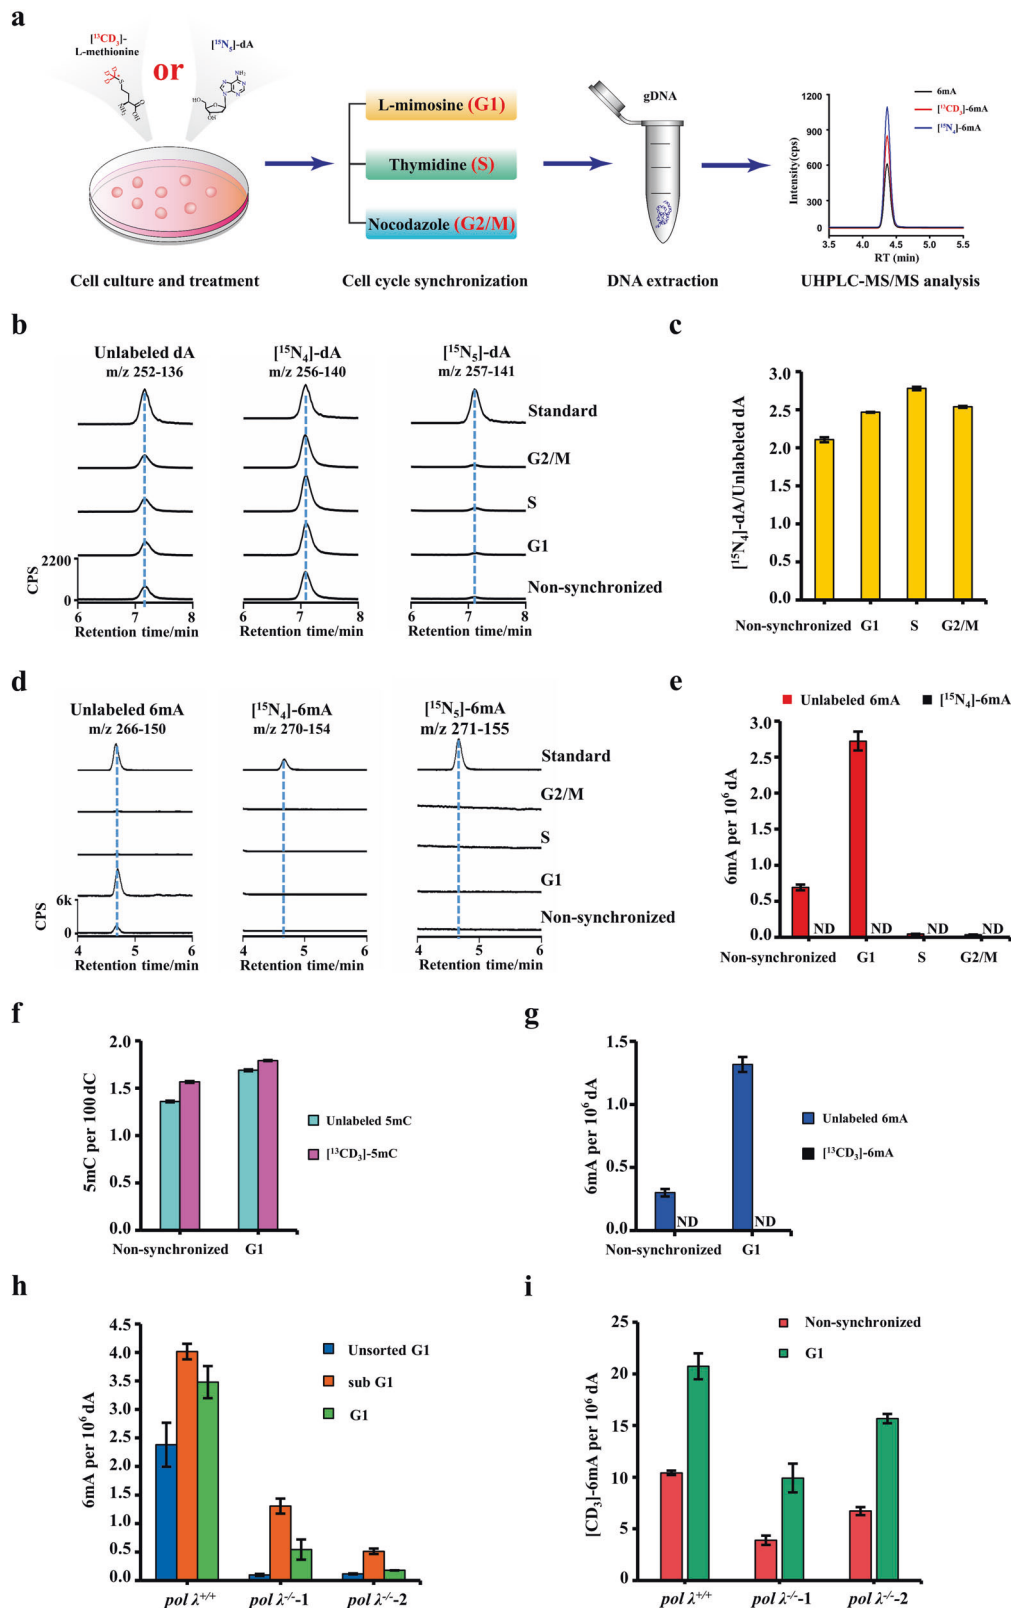 a
[¹³CD₃]-
L-methionine
or
[¹⁵N₅]-dA
NH₂
OH
HO
OH
L-mimosine (G1)
Thymidine (S)
Nocodazole (G2/M)
gDNA
6mA
[¹³CD₃]-6mA
[¹⁵N₄]-6mA
Intensity(cps)
1200
900
600
300
0
3.5 4.0 4.5 5.0 5.5
RT (min)
Cell culture and treatment
Cell cycle synchronization
DNA extraction
UHPLC-MS/MS analysis
b
Unlabeled dA
m/z 252-136
[¹⁵N₄]-dA
m/z 256-140
[¹⁵N₅]-dA
m/z 257-141
Standard
G2/M
S
G1
Non-synchronized
CPS
2200
0
6 7 8
Retention time/min
6 7 8
Retention time/min
6 7 8
Retention time/min
c
[¹⁵N₄]-dA/Unlabeled dA
3.0
2.5
2.0
1.5
1.0
0.5
0.0
Non-synchronized G1 S G2/M
d
Unlabeled 6mA
m/z 266-150
[¹⁵N₄]-6mA
m/z 270-154
[¹⁵N₅]-6mA
m/z 271-155
Standard
G2/M
S
G1
Non-synchronized
CPS
6k
0
4 5 6
Retention time/min
4 5 6
Retention time/min
4 5 6
Retention time/min
e
Unlabeled 6mA
[¹⁵N₄]-6mA
6mA per 10⁶ dA
3.0
2.5
2.0
1.5
1.0
0.5
0.0
ND ND ND ND
Non-synchronized G1 S G2/M
f
5mC per 100 dC
2.0
1.5
1.0
0.5
0.0
Unlabeled 5mC
[¹³CD₃]-5mC
Non-synchronized G1
g
6mA per 10⁶ dA
1.5
1.0
0.5
0.0
ND ND
Unlabeled 6mA
[¹³CD₃]-6mA
Non-synchronized G1
h
6mA per 10⁶ dA
4.5
4.0
3.5
3.0
2.5
2.0
1.5
1.0
0.5
0.0
Unsorted G1
sub G1
G1
pol λ⁺/⁺ pol λ⁻/⁻-1 pol λ⁻/⁻-2
i
[CD₃]-6mA per 10⁶ dA
25
20
15
10
5
0
Non-synchronized
G1
pol λ⁺/⁺ pol λ⁻/⁻-1 pol λ⁻/⁻-2